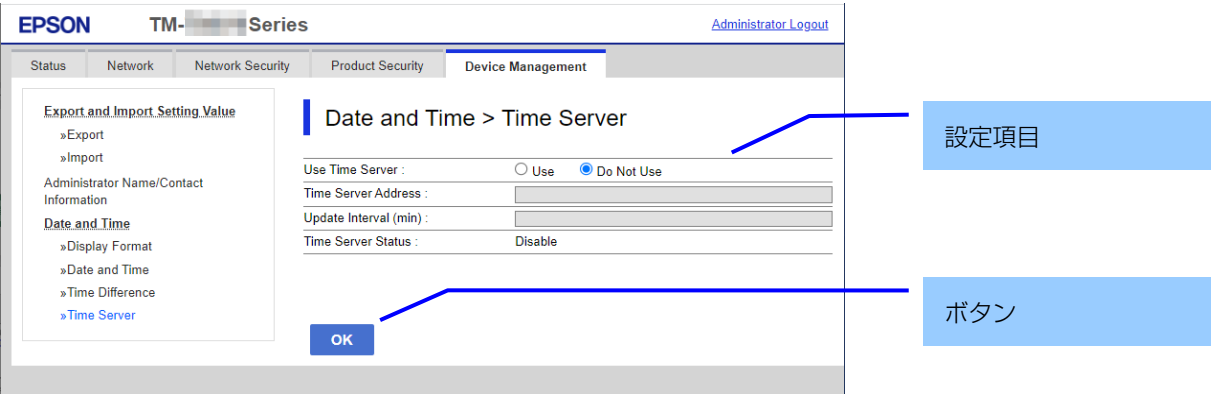 EPSON TM- Series Administrator Logout
Status Network Network Security Product Security Device Management
Export and Import Setting Value
»Export
»Import
Administrator Name/Contact
Information
Date and Time
»Display Format
»Date and Time
»Time Difference
»Time Server
Date and Time > Time Server
Use Time Server : Use Do Not Use
Time Server Address :
Update Interval (min) :
Time Server Status : Disable
OK
設定項目
ボタン